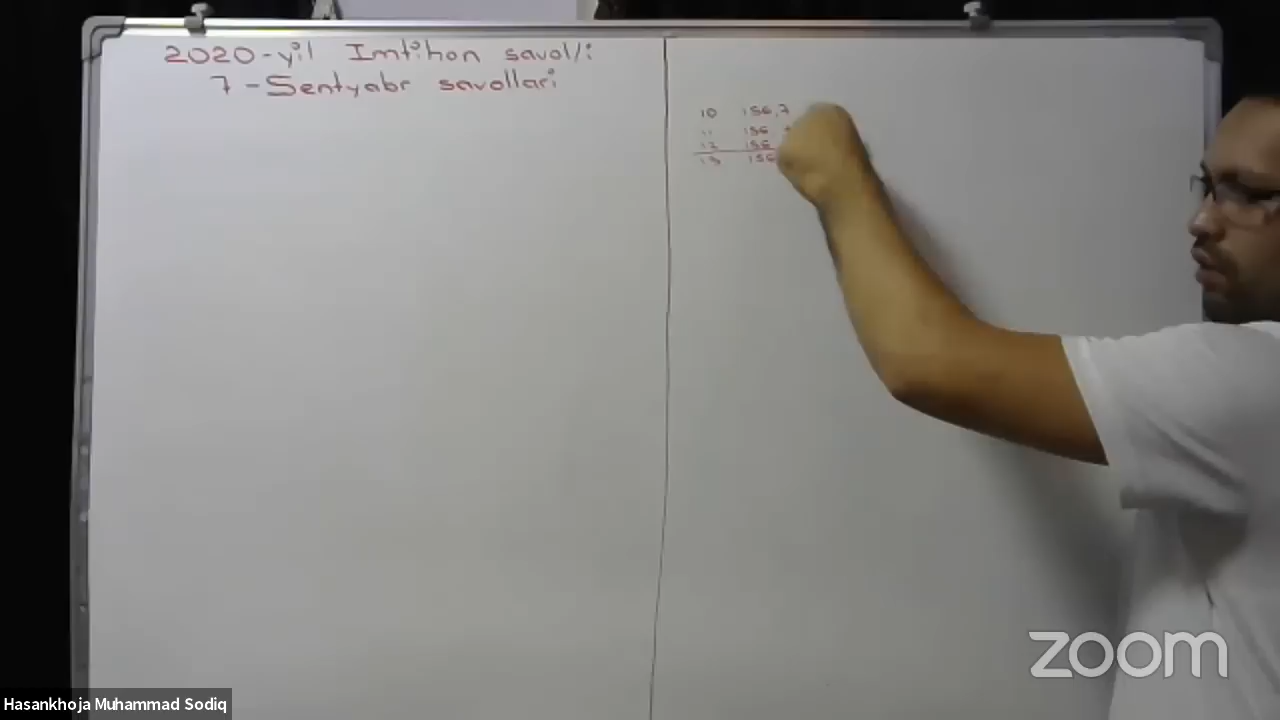 2020-yil Imtihon savol/i
7-Sentyabr savollari
10 156,7
11 156
12 156
13 156
zoom
Hasankhoja Muhammad Sodiq